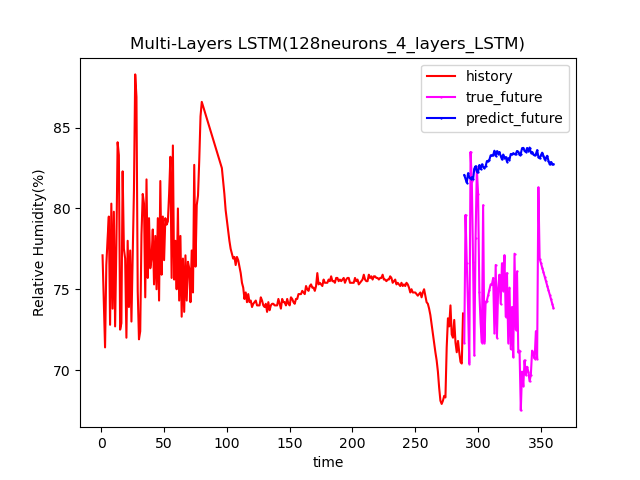 Multi-Layers LSTM(128neurons_4_layers_LSTM)
history
true_future
predict_future
Relative Humidity(%)
85
80
75
70
0 50 100 150 200 250 300 350
time